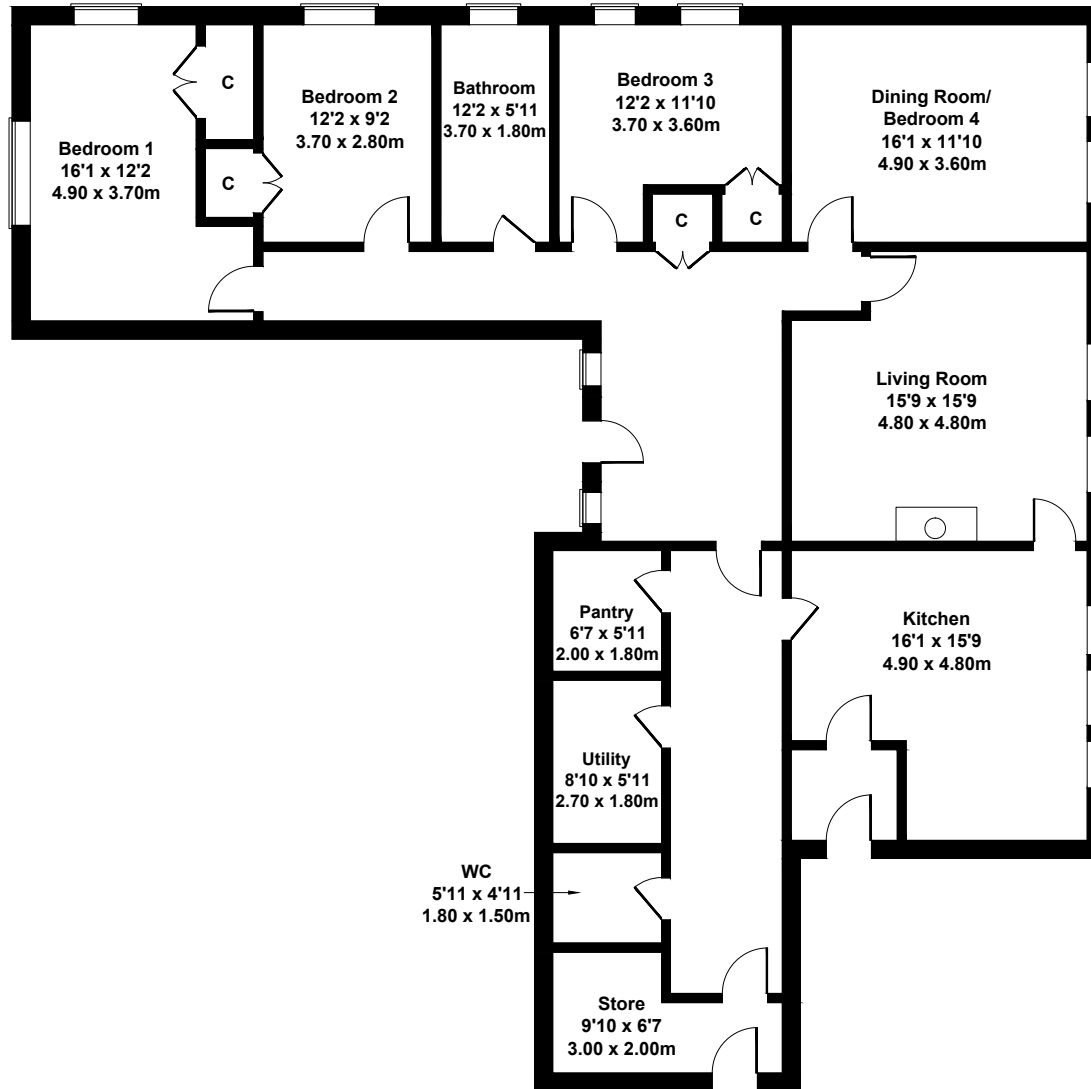 Bedroom 1
16'1 x 12'2
4.90 x 3.70m
C
C
Bedroom 2
12'2 x 9'2
3.70 x 2.80m
Bathroom
12'2 x 5'11
3.70 x 1.80m
Bedroom 3
12'2 x 11'10
3.70 x 3.60m
C
C
Dining Room/
Bedroom 4
16'1 x 11'10
4.90 x 3.60m
Living Room
15'9 x 15'9
4.80 x 4.80m
Pantry
6'7 x 5'11
2.00 x 1.80m
Kitchen
16'1 x 15'9
4.90 x 4.80m
Utility
8'10 x 5'11
2.70 x 1.80m
WC
5'11 x 4'11
1.80 x 1.50m
Store
9'10 x 6'7
3.00 x 2.00m